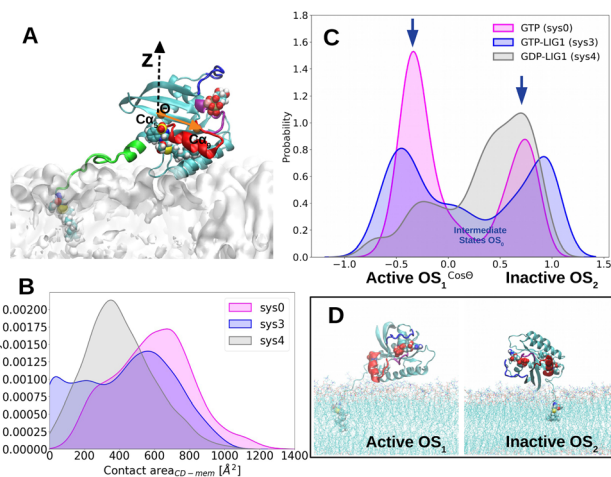 A
Z
Θ
Cα
Cα
B
0.00200
0.00175
0.00150
0.00125
0.00100
0.00075
0.00050
0.00025
0.00000
sys0
sys3
sys4
0 200 400 600 800 1000 1200 1400
Contact area CD−mem [Å²]
C
Probability
1.8
1.6
1.4
1.2
1.0
0.8
0.6
0.4
0.2
0.0
GTP (sys0)
GTP-LIG1 (sys3)
GDP-LIG1 (sys4)
Intermediate
States OS₀
−1.0 −0.5 0.0 0.5 1.0 1.5
Active OS₁ CosΘ Inactive OS₂
D
Active OS₁
Inactive OS₂